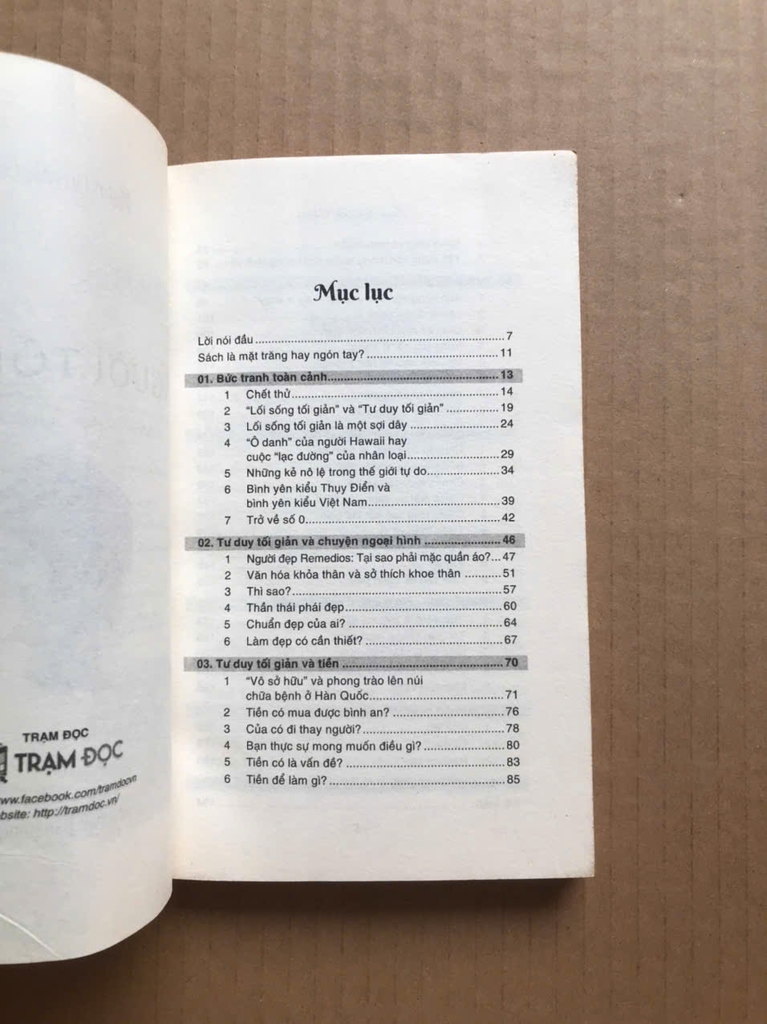 TRẠM ĐỌC
TRẠM ĐỌC
www.facebook.com/tramdocvn
bsite: http://tramdoc.vn/
Mục lục
Lời nói đầu ... 7
Sách là mặt trăng hay ngón tay? ... 11
01. Bức tranh toàn cảnh ... 13
1 Chết thử ... 14
2 “Lối sống tối giản” và “Tư duy tối giản” ... 19
3 Lối sống tối giản là một sợi dây ... 24
4 “Ô danh” của người Hawaii hay
cuộc “lạc đường” của nhân loại ... 29
5 Những kẻ nô lệ trong thế giới tự do ... 34
6 Bình yên kiểu Thụy Điển và
bình yên kiểu Việt Nam ... 39
7 Trở về số 0 ... 42
02. Tư duy tối giản và chuyện ngoại hình ... 46
1 Người đẹp Remedios: Tại sao phải mặc quần áo? ... 47
2 Văn hóa khỏa thân và sở thích khoe thân ... 51
3 Thì sao? ... 57
4 Thần thái phái đẹp ... 60
5 Chuẩn đẹp của ai? ... 64
6 Làm đẹp có cần thiết? ... 67
03. Tư duy tối giản và tiền ... 70
1 “Vô sở hữu” và phong trào lên núi
chữa bệnh ở Hàn Quốc ... 71
2 Tiền có mua được bình an? ... 76
3 Của có đi thay người? ... 78
4 Bạn thực sự mong muốn điều gì? ... 80
5 Tiền có là vấn đề? ... 83
6 Tiền để làm gì? ... 85